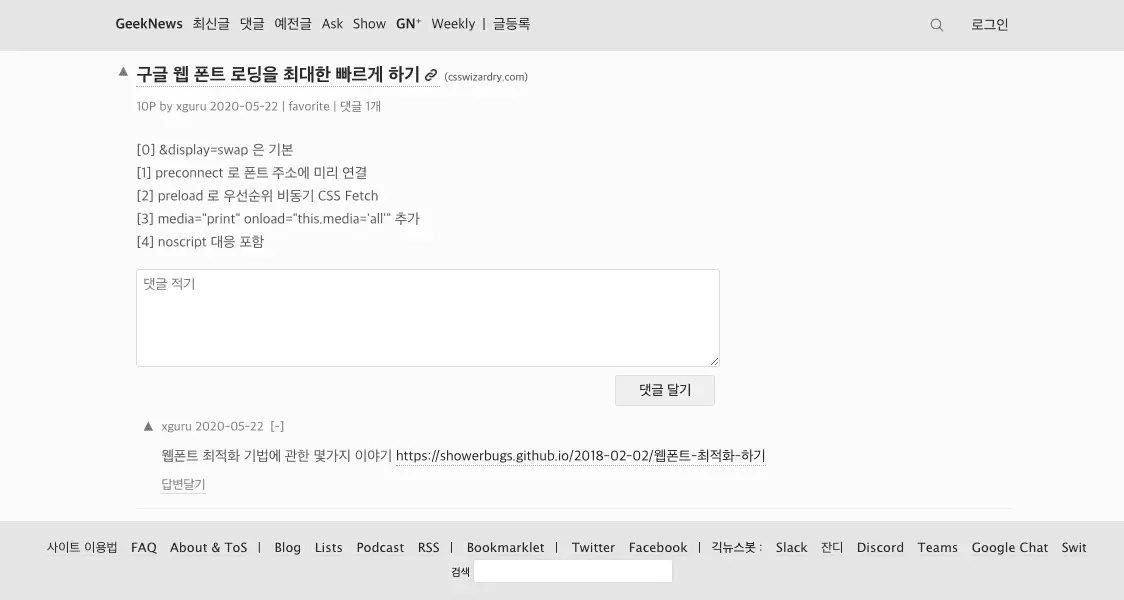 GeekNews 최신글 댓글 예전글 Ask Show GN⁺ Weekly | 글등록 로그인
▲ 구글 웹 폰트 로딩을 최대한 빠르게 하기 (csswizardry.com)
10P by xguru 2020-05-22 | favorite | 댓글 1개
[0] &display=swap 은 기본
[1] preconnect 로 폰트 주소에 미리 연결
[2] preload 로 우선순위 비동기 CSS Fetch
[3] media="print" onload="this.media='all'" 추가
[4] noscript 대응 포함
댓글 적기
댓글 달기
▲ xguru 2020-05-22 [-]
웹폰트 최적화 기법에 관한 몇가지 이야기 https://showerbugs.github.io/2018-02-02/웹폰트-최적화-하기
답변달기
사이트 이용법 FAQ About & ToS | Blog Lists Podcast RSS | Bookmarklet | Twitter Facebook | 긱뉴스봇 : Slack 잔디 Discord Teams Google Chat Swit
검색